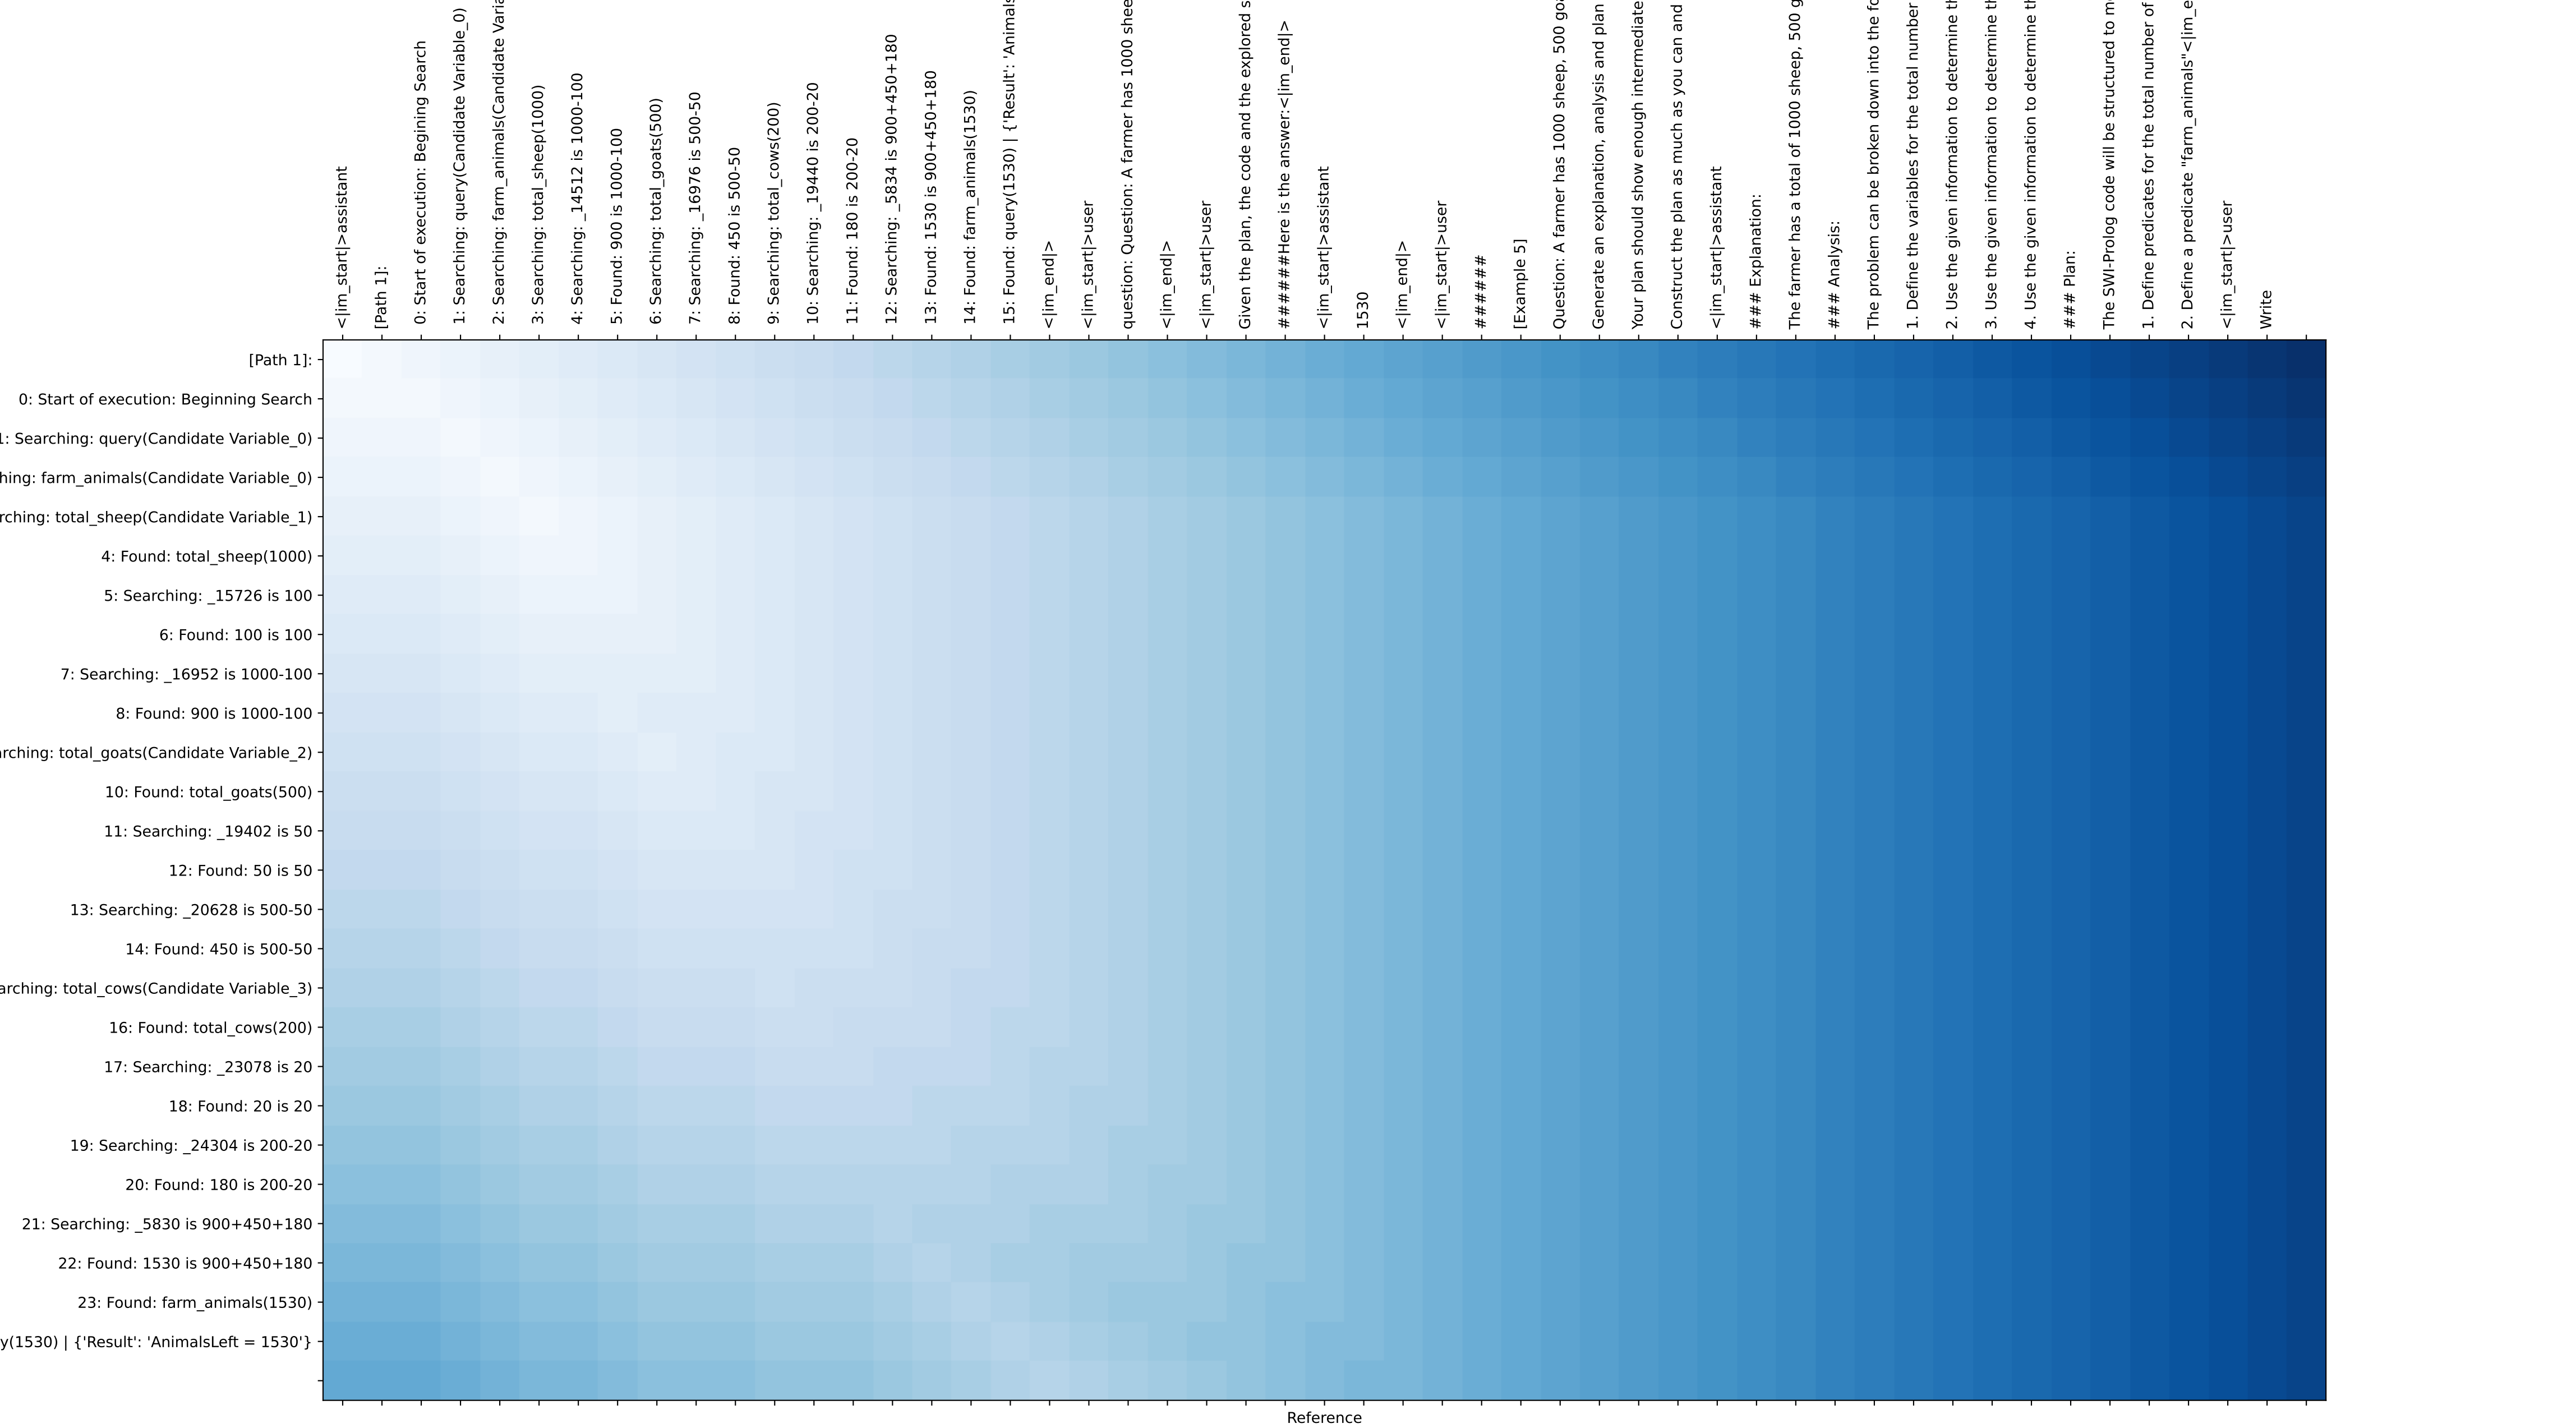 <|im_start|>assistant
[Path 1]:
0: Start of execution: Begining Search
1: Searching: query(Candidate Variable_0)
2: Searching: farm_animals(Candidate Varia
3: Searching: total_sheep(1000)
4: Searching: _14512 is 1000-100
5: Found: 900 is 1000-100
6: Searching: total_goats(500)
7: Searching: _16976 is 500-50
8: Found: 450 is 500-50
9: Searching: total_cows(200)
10: Searching: _19440 is 200-20
11: Found: 180 is 200-20
12: Searching: _5834 is 900+450+180
13: Found: 1530 is 900+450+180
14: Found: farm_animals(1530)
15: Found: query(1530) | {'Result': 'Animals
<|im_end|>
<|im_start|>user
question: Question: A farmer has 1000 shee
<|im_end|>
<|im_start|>user
Given the plan, the code and the explored s
######Here is the answer:<|im_end|>
<|im_start|>assistant
1530
<|im_end|>
<|im_start|>user
######
[Example 5]
Question: A farmer has 1000 sheep, 500 goa
Generate an explanation, analysis and plan
Your plan should show enough intermediate
Construct the plan as much as you can and
<|im_start|>assistant
### Explanation:
The farmer has a total of 1000 sheep, 500 g
### Analysis:
The problem can be broken down into the fo
1. Define the variables for the total number
2. Use the given information to determine th
3. Use the given information to determine th
4. Use the given information to determine th
### Plan:
The SWI-Prolog code will be structured to m
1. Define predicates for the total number of
2. Define a predicate "farm_animals"<|im_e
<|im_start|>user
Write
[Path 1]:
0: Start of execution: Beginning Search
1: Searching: query(Candidate Variable_0)
hing: farm_animals(Candidate Variable_0)
rching: total_sheep(Candidate Variable_1)
4: Found: total_sheep(1000)
5: Searching: _15726 is 100
6: Found: 100 is 100
7: Searching: _16952 is 1000-100
8: Found: 900 is 1000-100
rching: total_goats(Candidate Variable_2)
10: Found: total_goats(500)
11: Searching: _19402 is 50
12: Found: 50 is 50
13: Searching: _20628 is 500-50
14: Found: 450 is 500-50
arching: total_cows(Candidate Variable_3)
16: Found: total_cows(200)
17: Searching: _23078 is 20
18: Found: 20 is 20
19: Searching: _24304 is 200-20
20: Found: 180 is 200-20
21: Searching: _5830 is 900+450+180
22: Found: 1530 is 900+450+180
23: Found: farm_animals(1530)
y(1530) | {'Result': 'AnimalsLeft = 1530'}
Reference